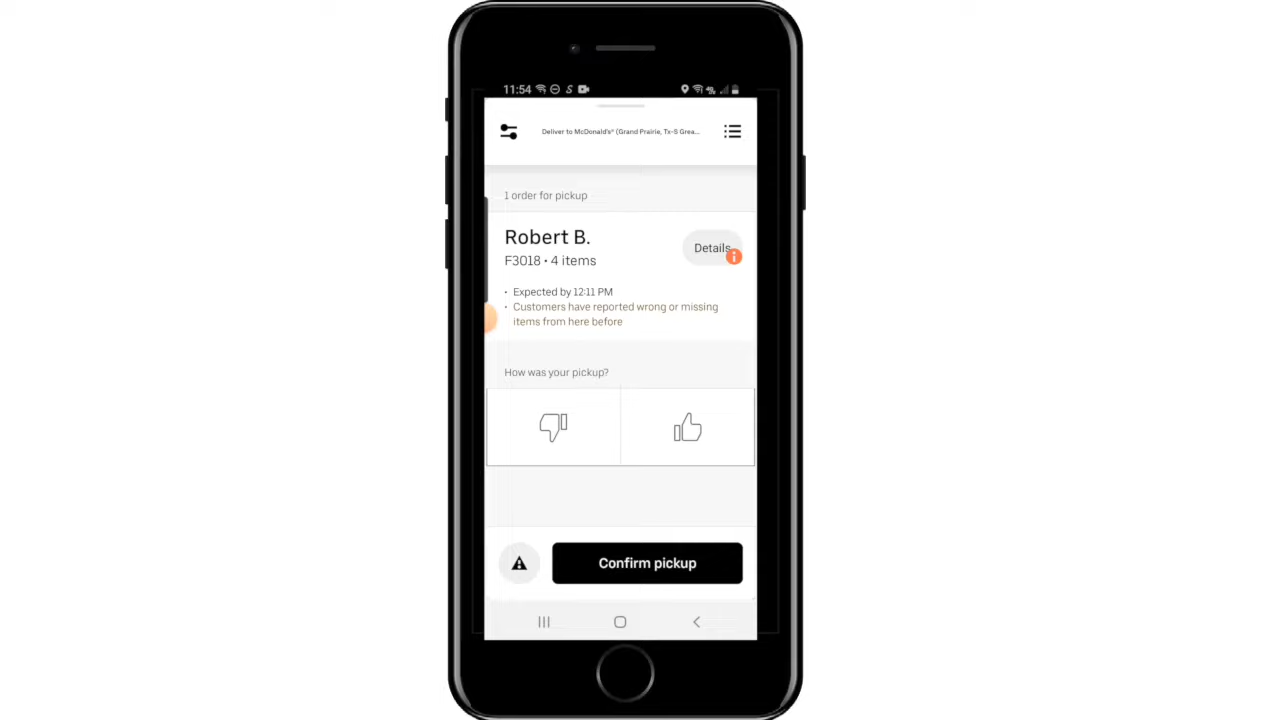 11:54
Deliver to McDonald's® (Grand Prairie, Tx-S Grea...
1 order for pickup
Robert B.
Details
F3018 • 4 items
• Expected by 12:11 PM
• Customers have reported wrong or missing
items from here before
How was your pickup?
Confirm pickup